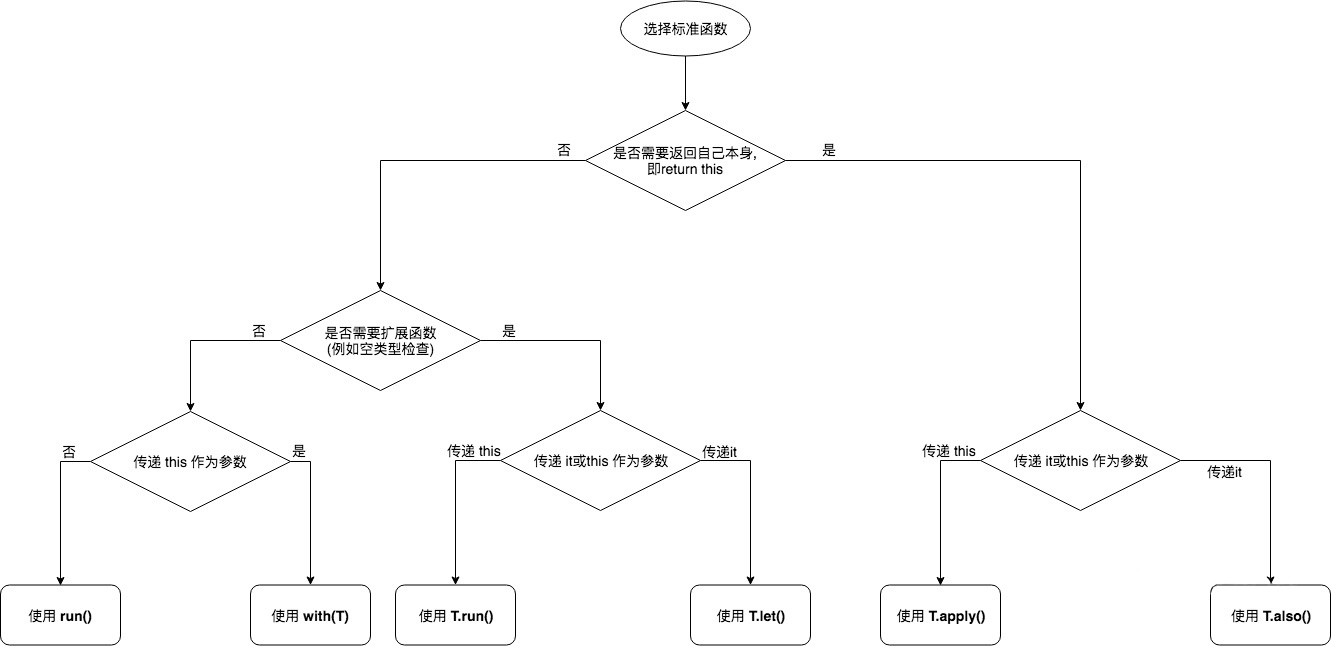 选择标准函数
否
是否需要返回自己本身,
即return this
是
否
是否需要扩展函数
(例如空类型检查)
是
否
传递 this 作为参数
是
传递 this
传递 it或this 作为参数
传递it
传递 this
传递 it或this 作为参数
传递it
使用 run()
使用 with(T)
使用 T.run()
使用 T.let()
使用 T.apply()
使用 T.also()